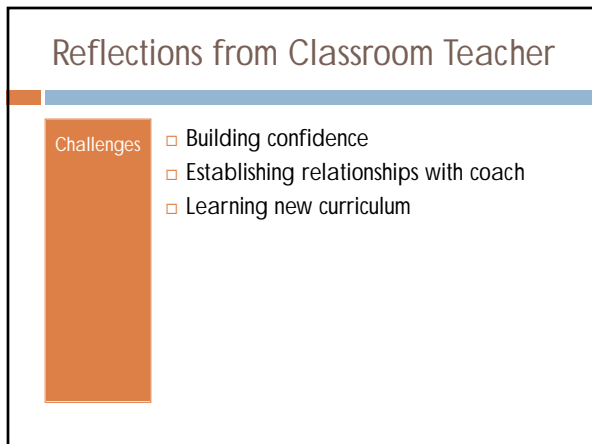 Reflections from Classroom Teacher
Challenges
Building confidence
Establishing relationships with coach
Learning new curriculum